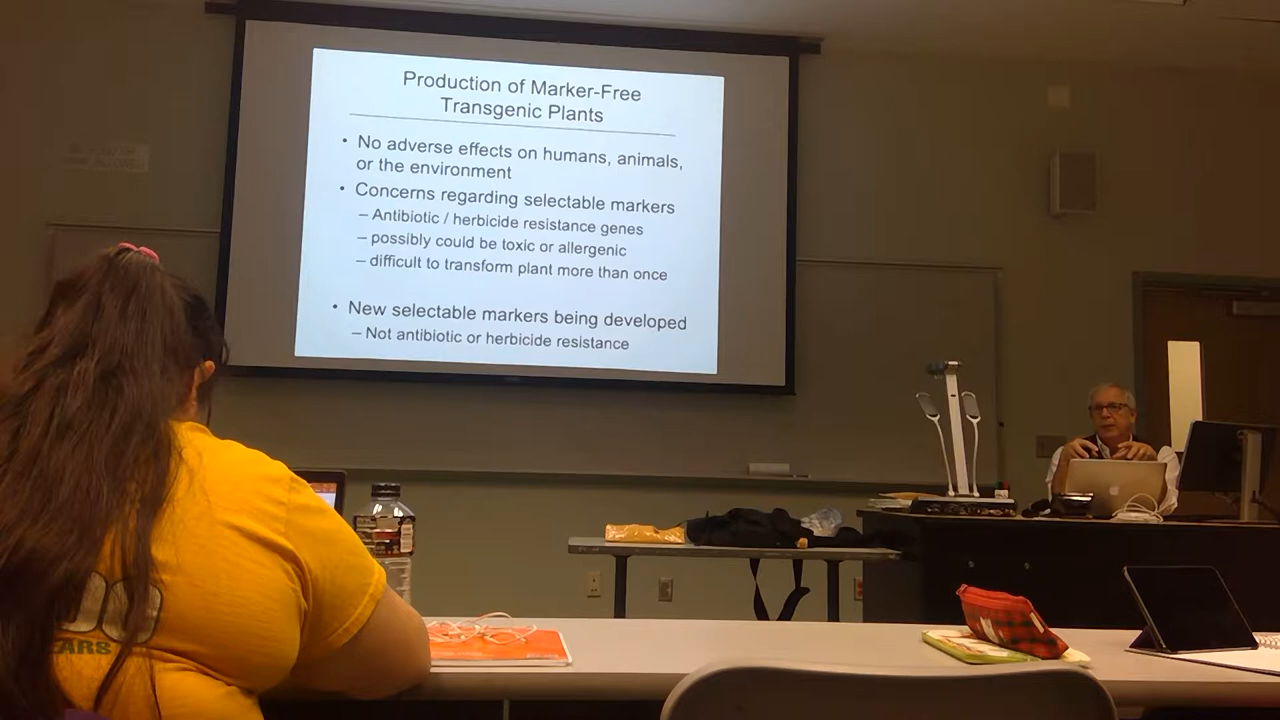 Production of Marker-Free
Transgenic Plants
• No adverse effects on humans, animals,
or the environment
• Concerns regarding selectable markers
– Antibiotic / herbicide resistance genes
– possibly could be toxic or allergenic
– difficult to transform plant more than once
• New selectable markers being developed
– Not antibiotic or herbicide resistance
EARS